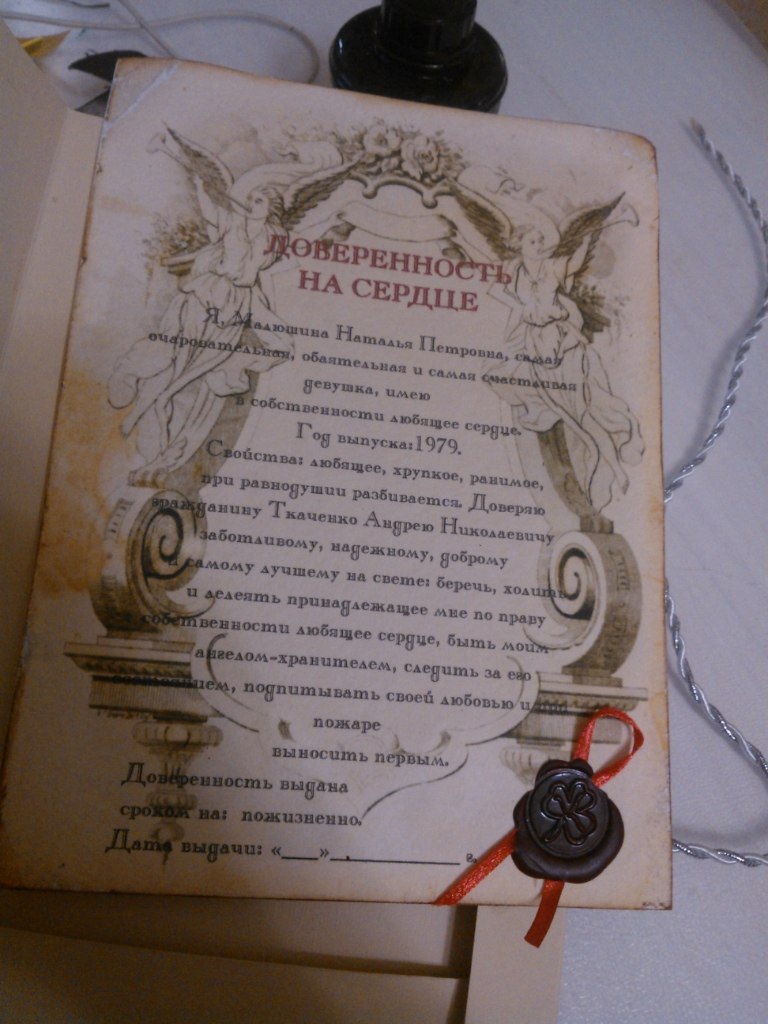 ДОВЕРЕННОСТЬ
НА СЕРДЦЕ
Я, Малюшина Наталья Петровна, самая
очаровательная, обаятельная и самая счастливая
девушка, имею
в собственности любящее сердце.
Год выпуска:1979.
Свойства: любящее, хрупкое, ранимое,
при равнодушии разбивается. Доверяю
гражданину Ткаченко Андрею Николаевичу
заботливому, надежному, доброму
и самому лучшему на свете: беречь, холить
и лелеять принадлежащее мне по праву
собственности любящее сердце, быть моим
ангелом-хранителем, следить за его
состоянием, подпитывать своей любовью и при
пожаре
выносить первым.
Доверенность выдана
сроком на: пожизненно.
Дата выдачи: «___»___________ г.